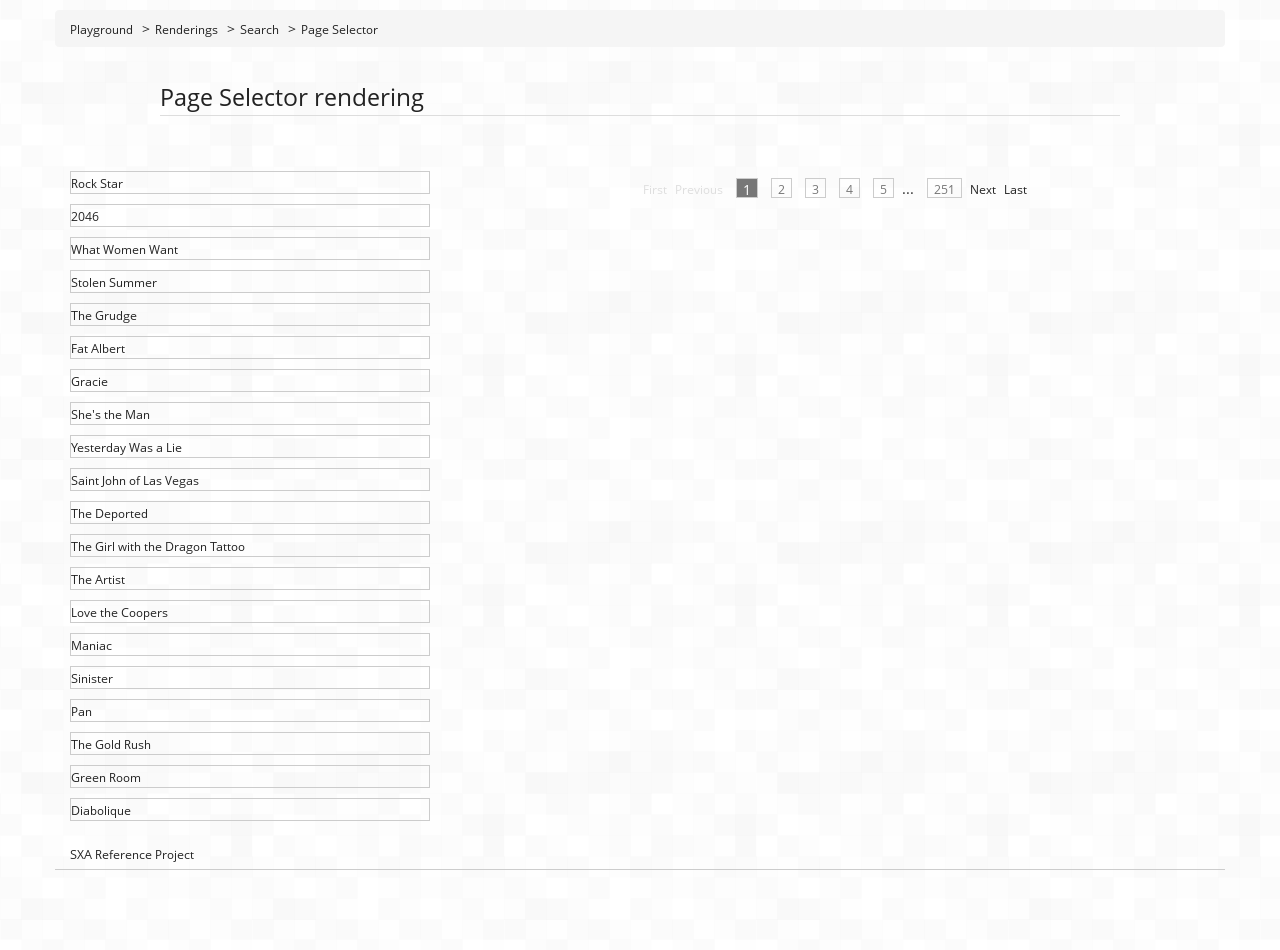 Playground > Renderings > Search > Page Selector
Page Selector rendering
Rock Star
2046
What Women Want
Stolen Summer
The Grudge
Fat Albert
Gracie
She's the Man
Yesterday Was a Lie
Saint John of Las Vegas
The Deported
The Girl with the Dragon Tattoo
The Artist
Love the Coopers
Maniac
Sinister
Pan
The Gold Rush
Green Room
Diabolique
First Previous 1 2 3 4 5 ... 251 Next Last
SXA Reference Project